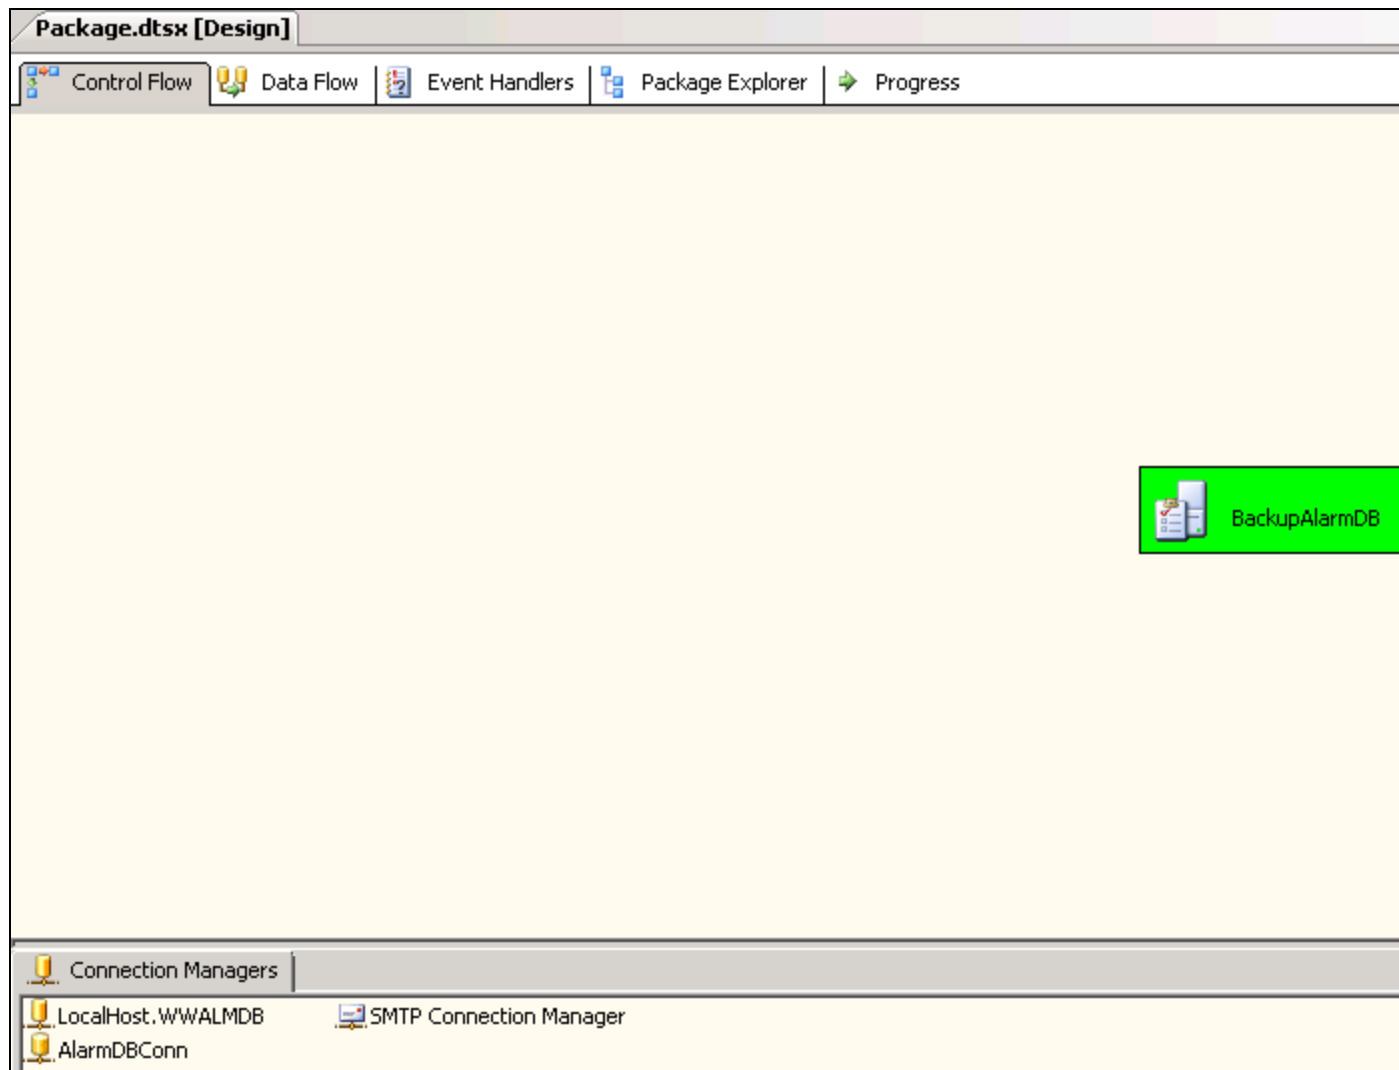 Package.dtsx [Design]
Control Flow Data Flow Event Handlers Package Explorer Progress
BackupAlarmDB
Connection Managers
LocalHost.WWALMDB SMTP Connection Manager
AlarmDBConn